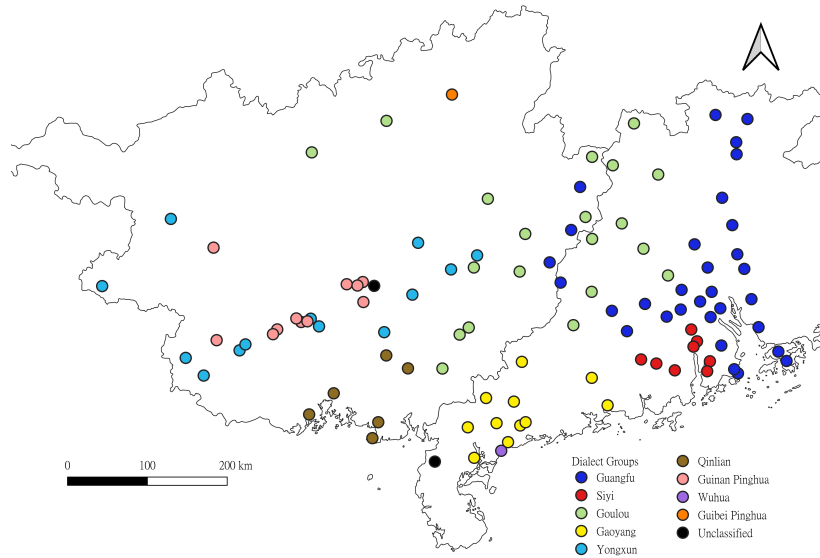 0 100 200 km
Dialect Groups
Guangfu
Siyi
Goulou
Gaoyang
Yongxun
Qinlian
Guinan Pinghua
Wuhua
Guibei Pinghua
Unclassified